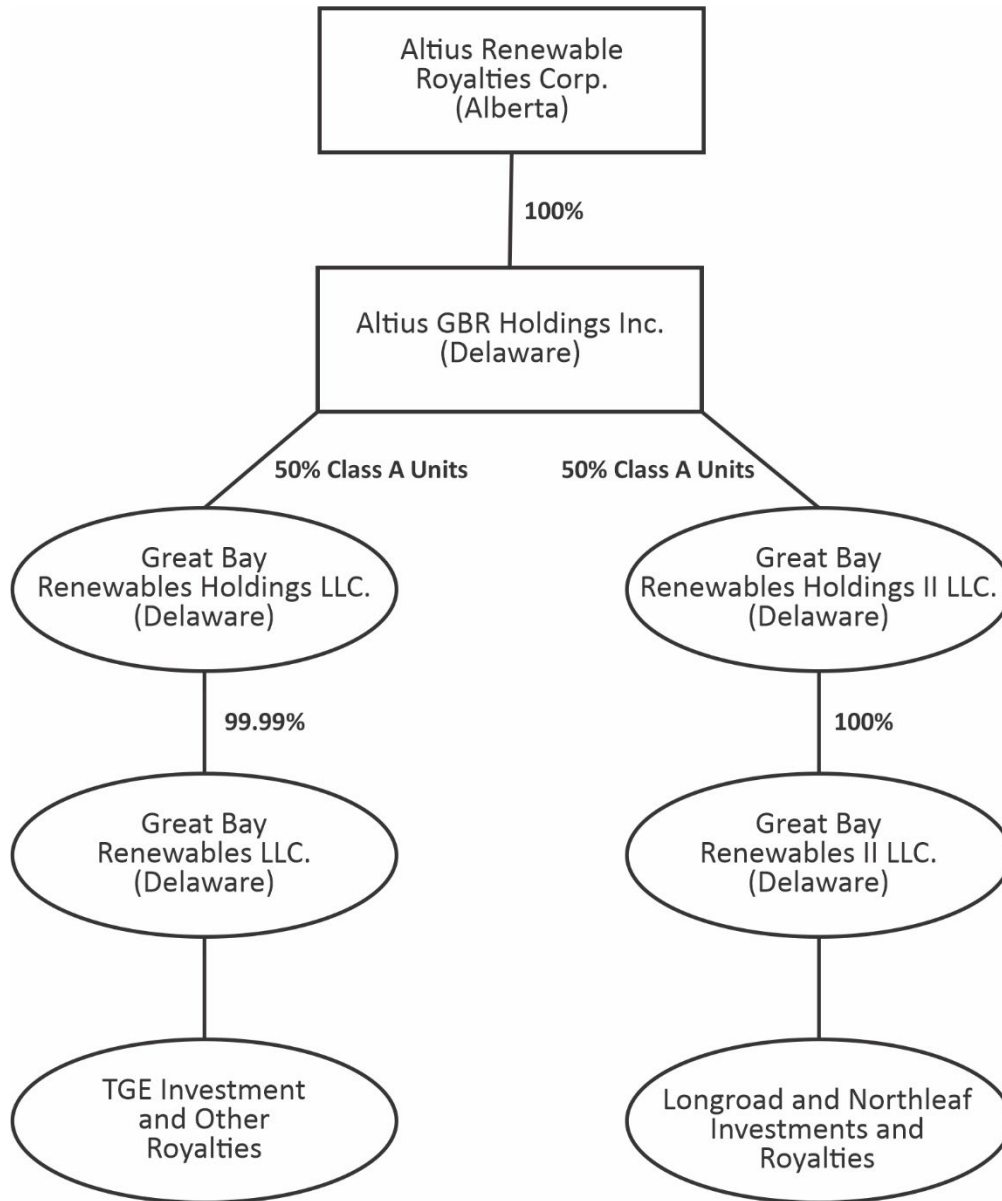 Altius Renewable
Royalties Corp.
(Alberta)
100%
Altius GBR Holdings Inc.
(Delaware)
50% Class A Units
50% Class A Units
Great Bay
Renewables Holdings LLC.
(Delaware)
Great Bay
Renewables Holdings II LLC.
(Delaware)
99.99%
100%
Great Bay
Renewables LLC.
(Delaware)
Great Bay
Renewables II LLC.
(Delaware)
TGE Investment
and Other
Royalties
Longroad and Northleaf
Investments and
Royalties